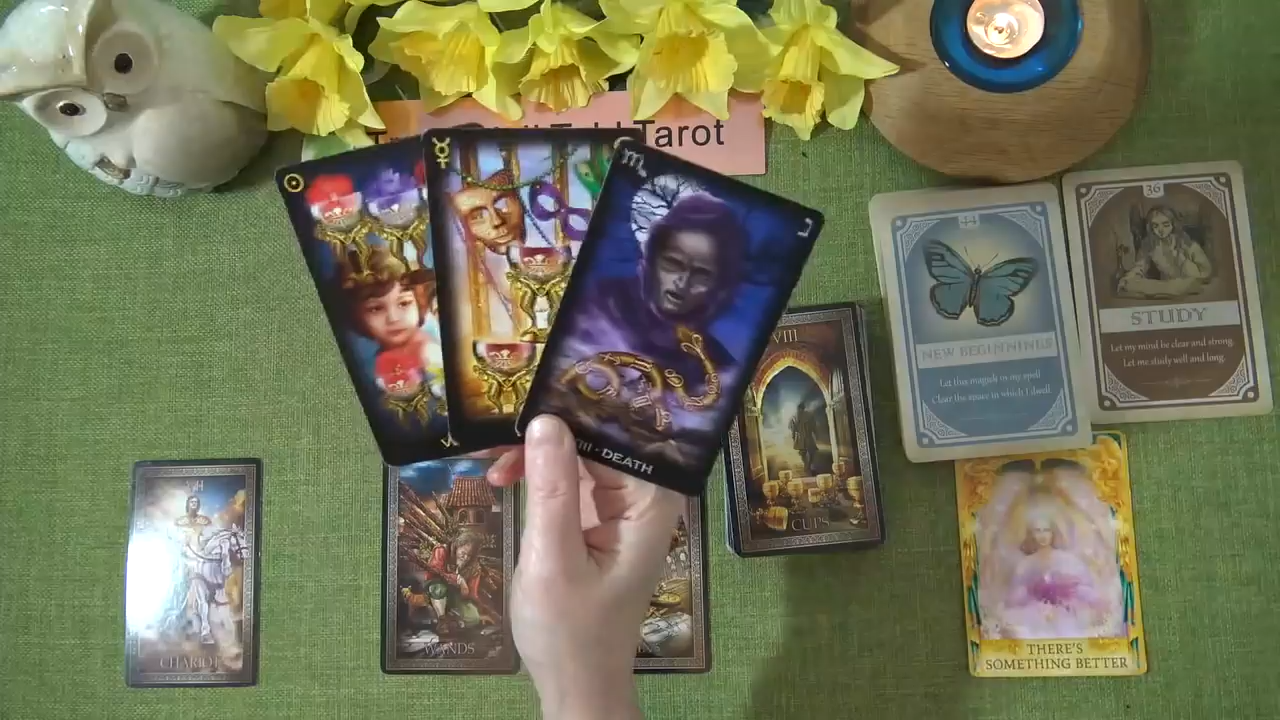 Tarot
XIII · DEATH
VIII
CUPS
44
NEW BEGINNINGS
Let this magick in my spell
Clear the space in which I dwell.
36
STUDY
Let my mind be clear and strong.
Let me study well and long.
VII
CHARIOT
WANDS
THERE'S
SOMETHING BETTER